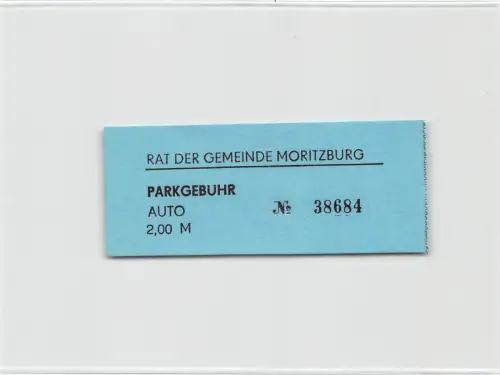 RAT DER GEMEINDE MORITZBURG
PARKGEBUHR
AUTO № 38684
2,00 M